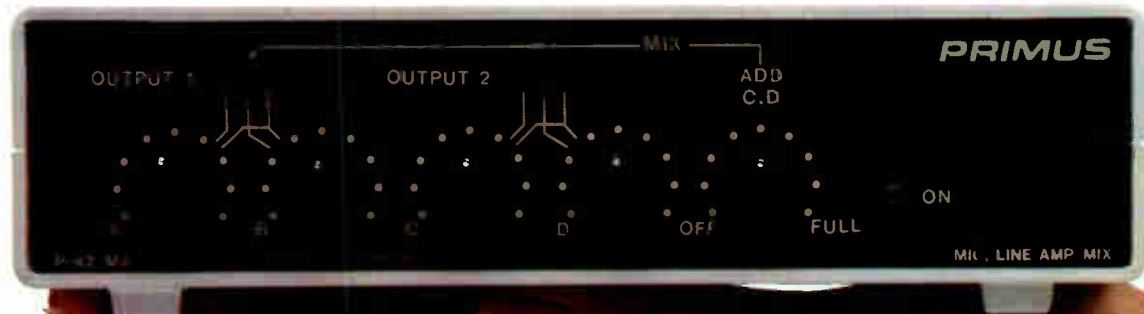 MIX
PRIMUS
OUTPUT 1
OUTPUT 2
ADD
C.D
ON
B
C
D
OFF
FULL
LINE AMP MIX